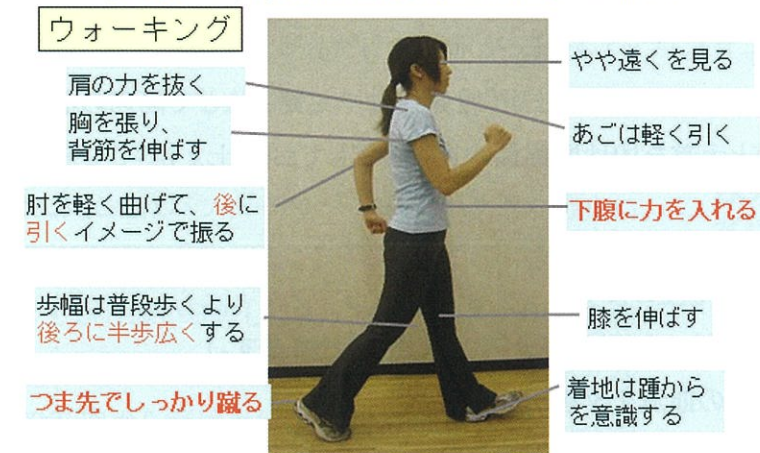 ウォーキング
肩の力を抜く
胸を張り、
背筋を伸ばす
肘を軽く曲げて、後に
引くイメージで振る
歩幅は普段歩くより
後ろに半歩広くする
つま先でしっかり蹴る
やや遠くを見る
あごは軽く引く
下腹に力を入れる
膝を伸ばす
着地は踵から
を意識する